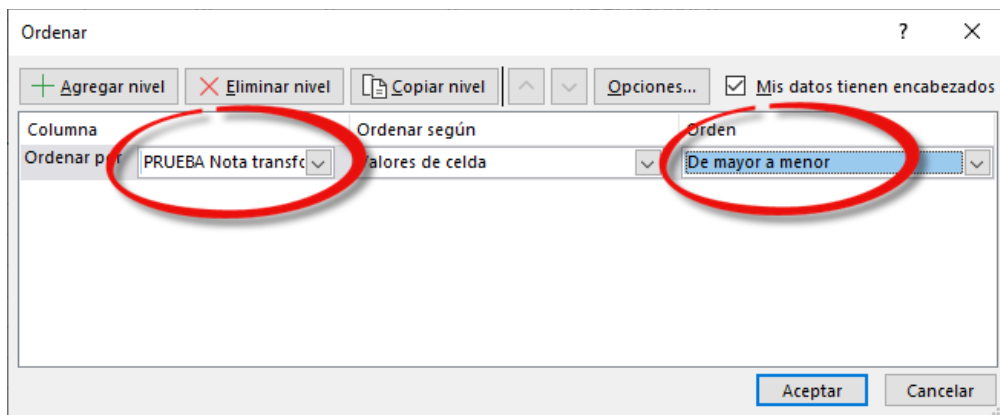 Ordenar ?
Agregar nivel Eliminar nivel Copiar nivel Opciones... Mis datos tienen encabezados
Columna Ordenar según Orden
Ordenar por PRUEBA Nota transfo Valores de celda De mayor a menor
Aceptar Cancelar